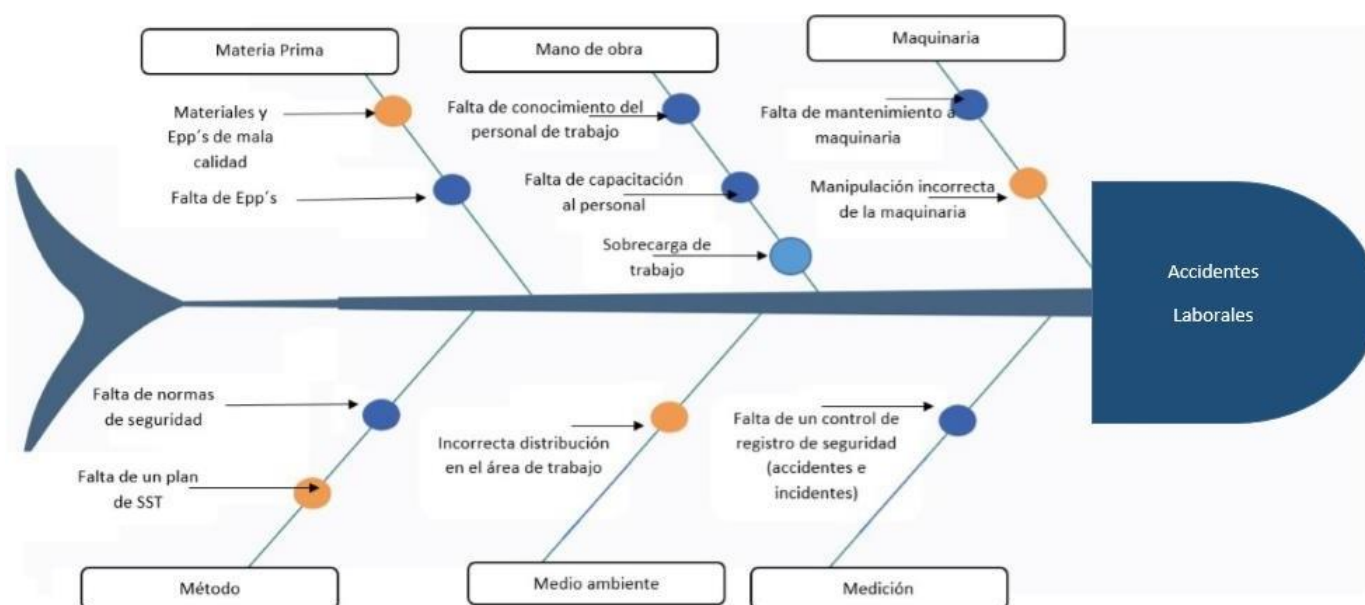 Materia Prima
Mano de obra
Maquinaria
Materiales y
Epp´s de mala
calidad
Falta de Epp's
Falta de conocimiento del
personal de trabajo
Falta de capacitación
al personal
Sobrecarga de
trabajo
Falta de mantenimiento a
maquinaria
Manipulación incorrecta
de la maquinaria
Accidentes
Laborales
Falta de normas
de seguridad
Falta de un plan
de SST
Incorrecta distribución
en el área de trabajo
Falta de un control de
registro de seguridad
(accidentes e
incidentes)
Método
Medio ambiente
Medición